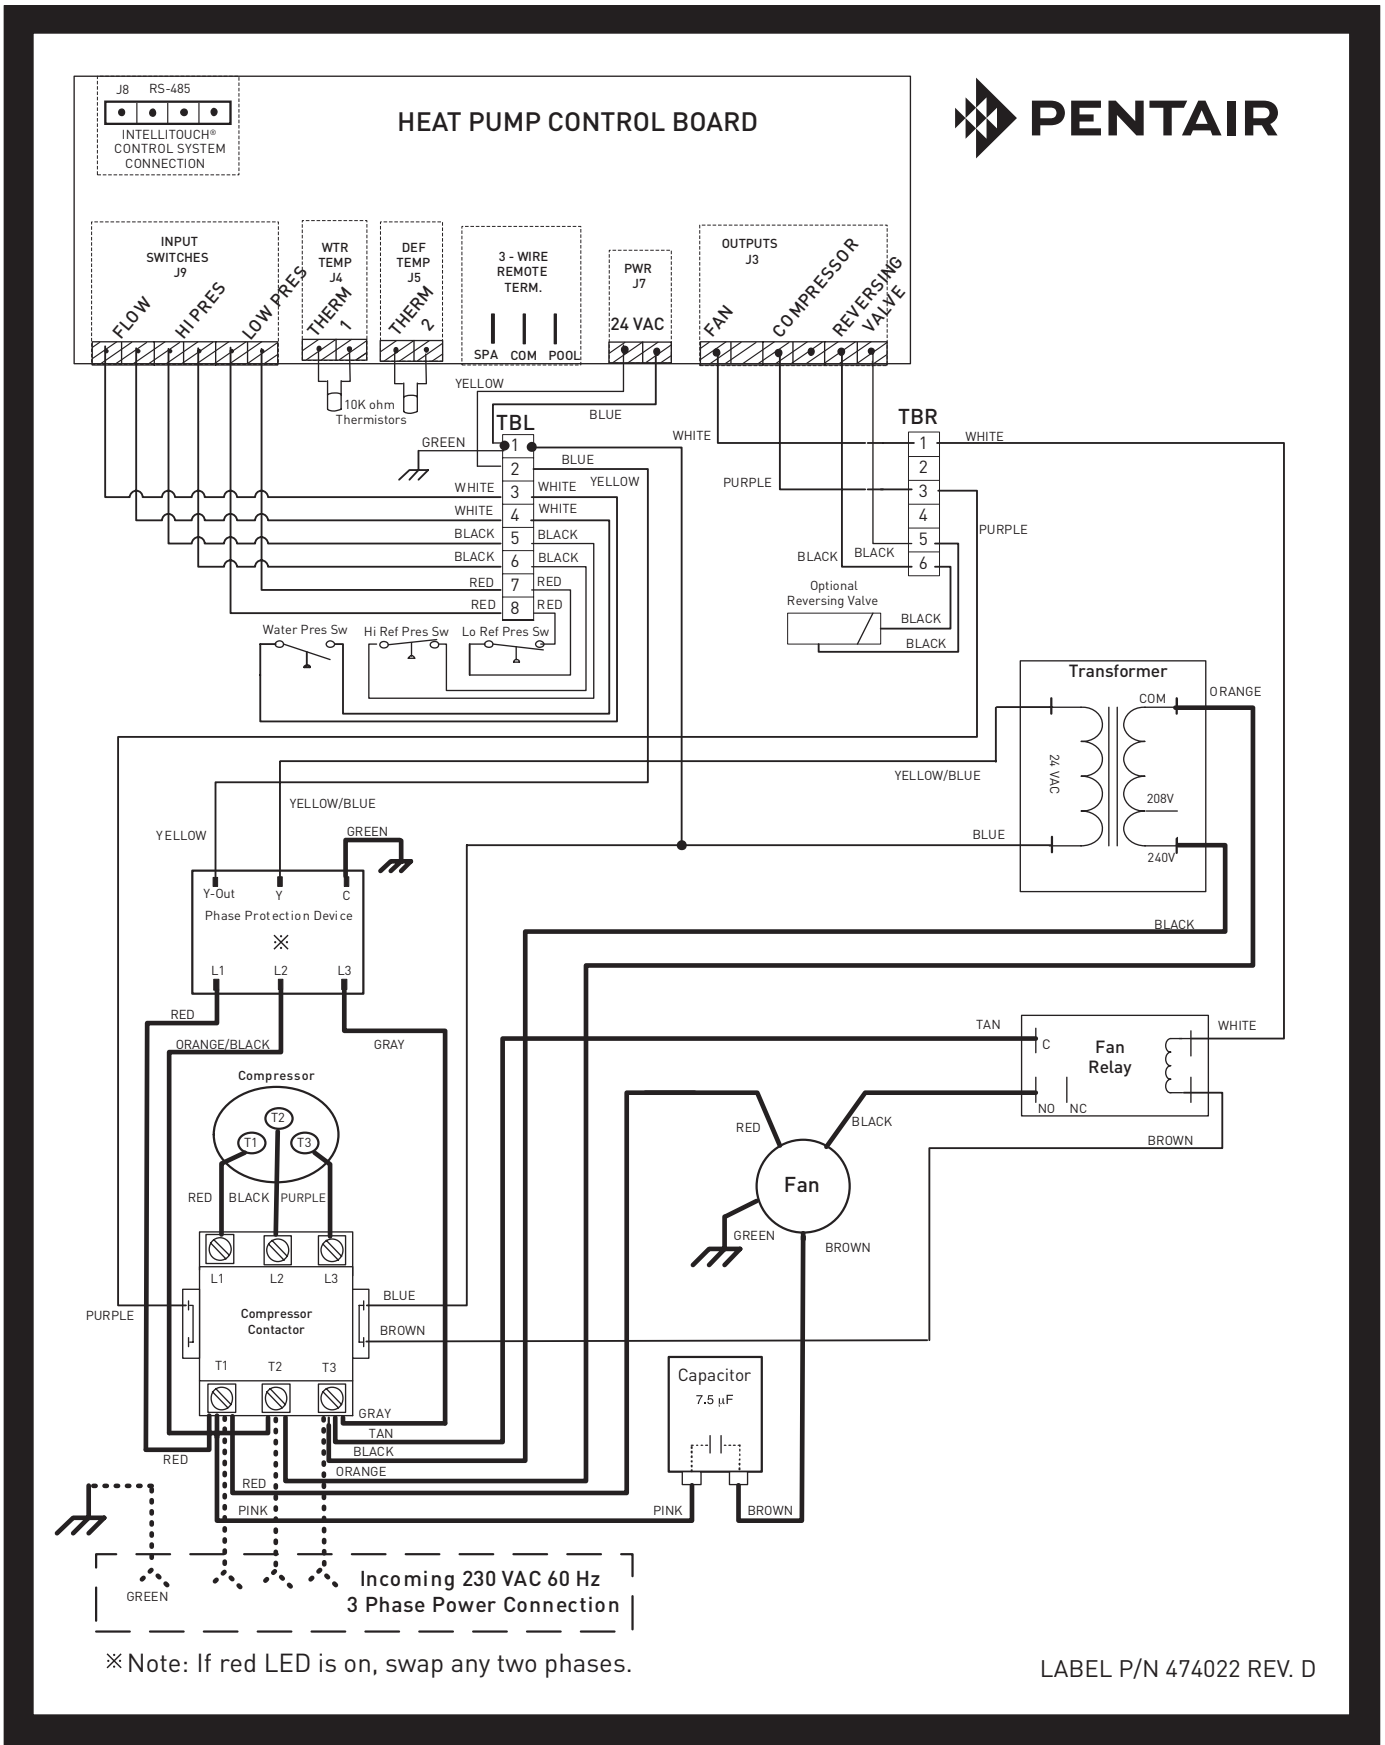 J8 RS-485
INTELLITOUCH®
CONTROL SYSTEM
CONNECTION
HEAT PUMP CONTROL BOARD
PENTAIR
INPUT
SWITCHES
J9
FLOW
HI PRES
LOW PRES
WTR
TEMP
J4
THERM
1
DEF
TEMP
J5
THERM
2
3 - WIRE
REMOTE
TERM.
SPA COM POOL
PWR
J7
24 VAC
OUTPUTS
J3
FAN
COMPRESSOR
REVERSING
VALVE
10K ohm
Thermistors
YELLOW
BLUE
TBL
GREEN
1
BLUE
2
YELLOW
WHITE 3 WHITE
WHITE 4 WHITE
BLACK 5 BLACK
BLACK 6 BLACK
RED 7 RED
RED 8 RED
TBR
WHITE 1 WHITE
2
PURPLE 3
4
PURPLE
BLACK 5
BLACK 6
Optional
Reversing Valve
BLACK
BLACK
Water Pres Sw
Hi Ref Pres Sw
Lo Ref Pres Sw
Transformer
COM
ORANGE
24 VAC
208V
240V
YELLOW/BLUE
YELLOW/BLUE
YELLOW
GREEN
BLUE
BLACK
Y-Out Y C
Phase Protection Device
※
L1 L2 L3
RED
ORANGE/BLACK
GRAY
TAN
C
Fan
Relay
NO NC
WHITE
BROWN
Compressor
T2
T1 T3
RED BLACK PURPLE
RED
BLACK
Fan
GREEN
BROWN
L1 L2 L3
Compressor
Contactor
PURPLE
BLUE
BROWN
T1 T2 T3
Capacitor
7.5 µF
GRAY
TAN
BLACK
RED
ORANGE
RED
PINK
PINK
BROWN
GREEN
Incoming 230 VAC 60 Hz
3 Phase Power Connection
※ Note: If red LED is on, swap any two phases.
LABEL P/N 474022 REV. D